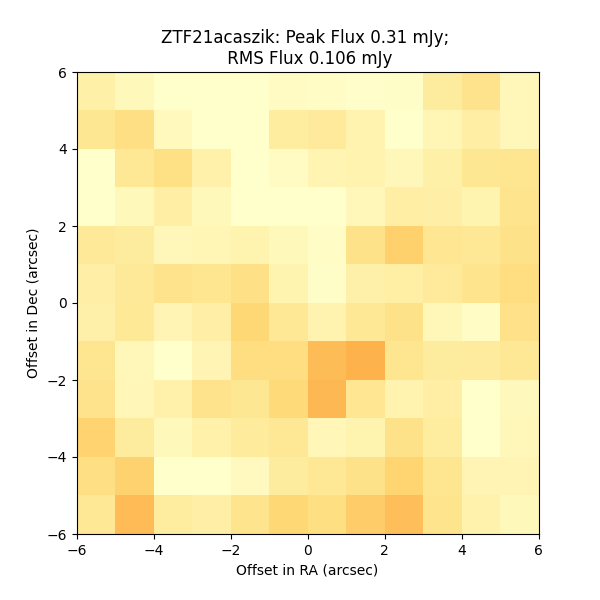 ZTF21acaszik: Peak Flux 0.31 mJy;
RMS Flux 0.106 mJy
6
4
2
0
−2
−4
−6
Offset in Dec (arcsec)
−6 −4 −2 0 2 4 6
Offset in RA (arcsec)